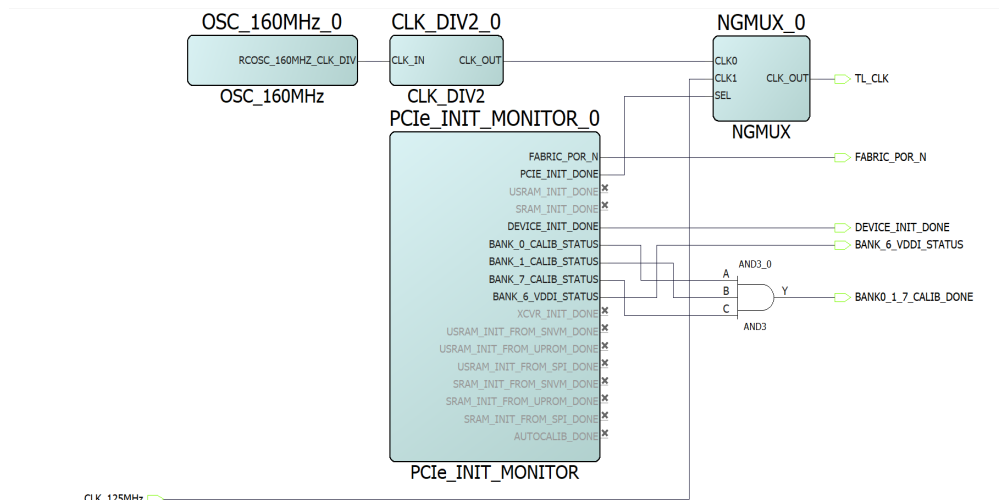 OSC_160MHz_0
RCOSC_160MHZ_CLK_DIV
OSC_160MHz
CLK_DIV2_0
CLK_IN CLK_OUT
CLK_DIV2
NGMUX_0
CLK0
CLK1 CLK_OUT
SEL
NGMUX
TL_CLK
PCIe_INIT_MONITOR_0
FABRIC_POR_N
PCIE_INIT_DONE
USRAM_INIT_DONE
SRAM_INIT_DONE
DEVICE_INIT_DONE
BANK_0_CALIB_STATUS
BANK_1_CALIB_STATUS
BANK_7_CALIB_STATUS
BANK_6_VDDI_STATUS
XCVR_INIT_DONE
USRAM_INIT_FROM_SNVM_DONE
USRAM_INIT_FROM_UPROM_DONE
USRAM_INIT_FROM_SPI_DONE
SRAM_INIT_FROM_SNVM_DONE
SRAM_INIT_FROM_UPROM_DONE
SRAM_INIT_FROM_SPI_DONE
AUTOCALIB_DONE
PCIe_INIT_MONITOR
FABRIC_POR_N
DEVICE_INIT_DONE
BANK_6_VDDI_STATUS
AND3_0
A
B
C
Y
AND3
BANK0_1_7_CALIB_DONE
CLK_125MHz